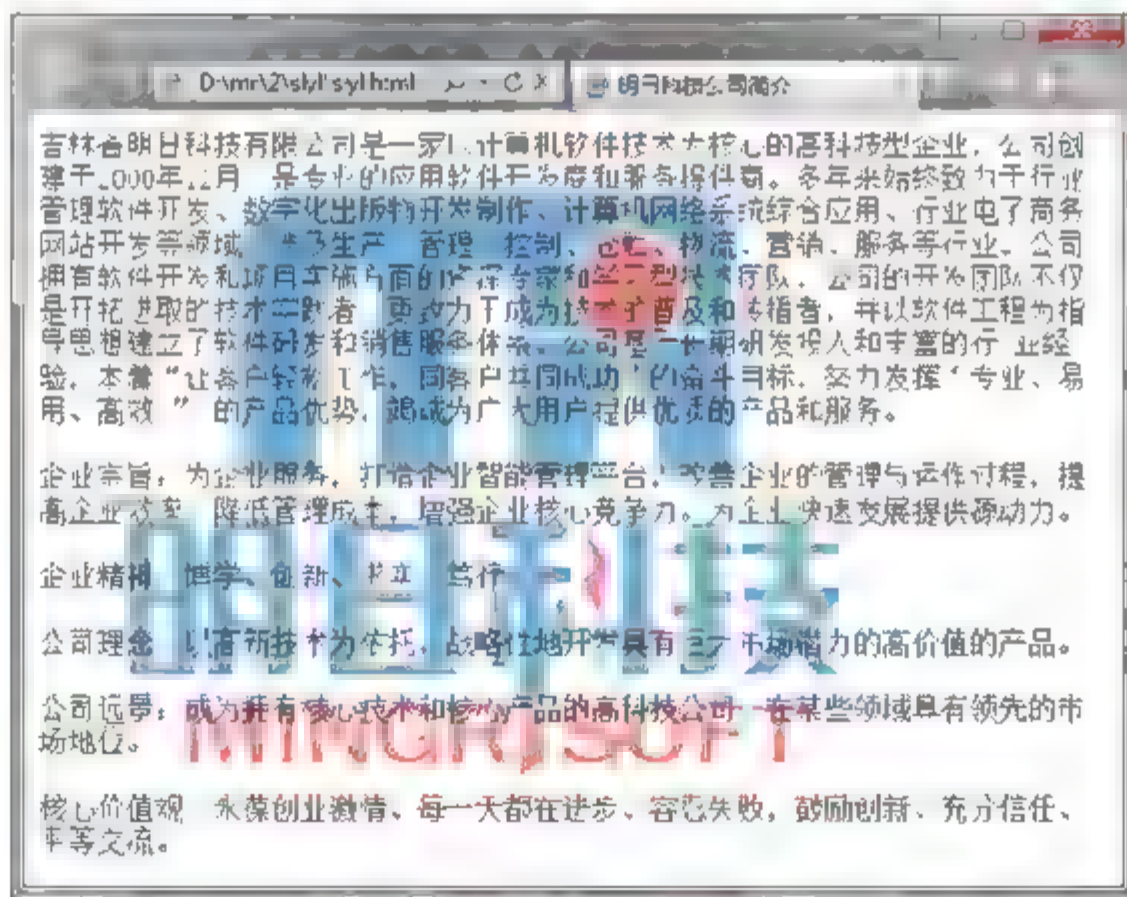 明日科技公司简介
吉林省明日科技有限公司是一家以计算机软件技术为核心的高科技型企业，公司创
建于 年12月，是专业的应用软件开发商和服务提供商。多年来始终致力于行业
管理软件开发、数字化出版物开发制作、计算机网络系统综合应用、行业电子商务
网站开发等领域， 生产、管理、控制、仓储、物流、营销、服务等行业。公司
拥有软件开发和项目实施方面的资深专家和 型技术队，公司的开发团队不仅
是开拓进取的技术实践者，更致力于成为技术的普及和传播者，并以软件工程为指
导思想建立了软件研发和销售服务体系。公司基于长期研发投入和丰富的行 业经
验，本着“让客户轻松工作，同客户共同成功”的奋斗目标，努力发挥“专业、易
用、高效 ”的产品优势，竭诚为广大用户提供优质的产品和服务。
企业宗旨：为企业服务，打造企业智能管理平台，改善企业的管理与运作过程，提
高企业效率，降低管理成本，增强企业核心竞争力。为企业快速发展提供源动力。
企业精神 博学、创新、求实、笃行
公司理念：以高新技术为依托，战略性地开发具有巨大市场潜力的高价值的产品。
公司远景：成为拥有核心技术和核心产品的高科技公司，在某些领域具有领先的市
场地位。
核心价值观：永葆创业激情、每一天都在进步、容忍失败，鼓励创新、充分信任、
平等交流。
明日科技
MINGRISOFT